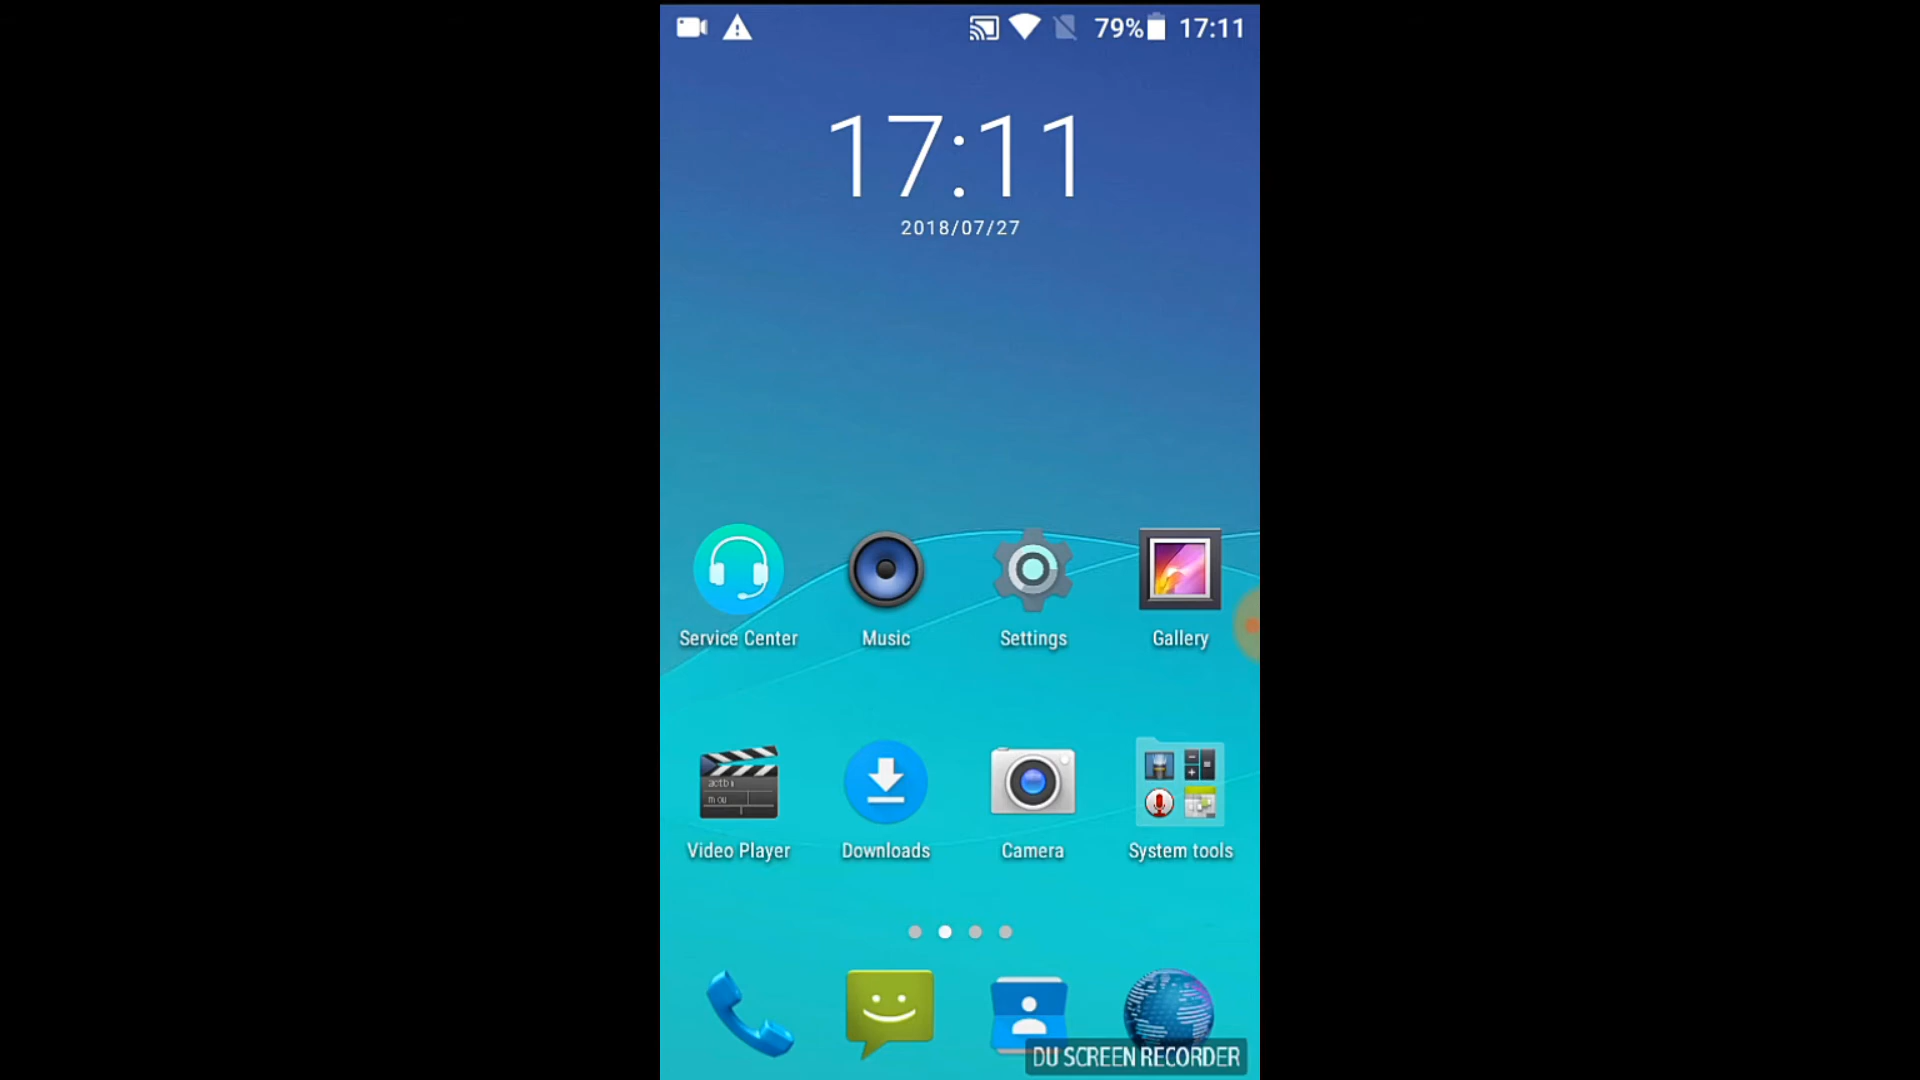 79% 17:11
17:11
2018/07/27
Service Center Music Settings Gallery
Video Player Downloads Camera System tools
DU SCREEN RECORDER